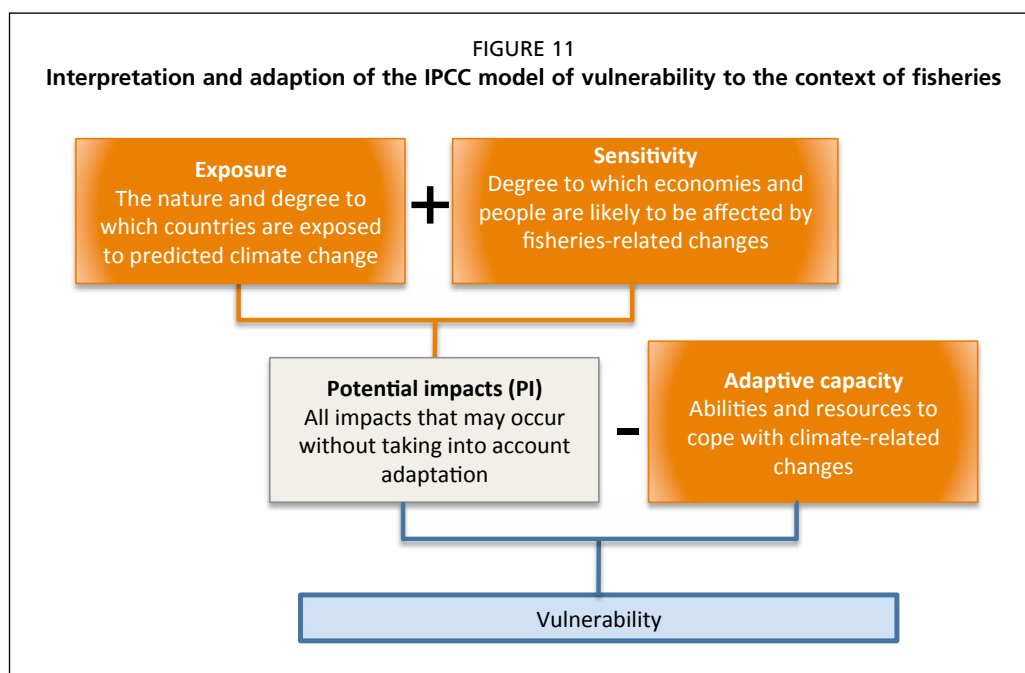 FIGURE 11
Interpretation and adaption of the IPCC model of vulnerability to the context of fisheries
Exposure
The nature and degree to
which countries are exposed
to predicted climate change
+
Sensitivity
Degree to which economies and
people are likely to be affected by
fisheries-related changes
Potential impacts (PI)
All impacts that may occur
without taking into account
adaptation
-
Adaptive capacity
Abilities and resources to
cope with climate-related
changes
Vulnerability